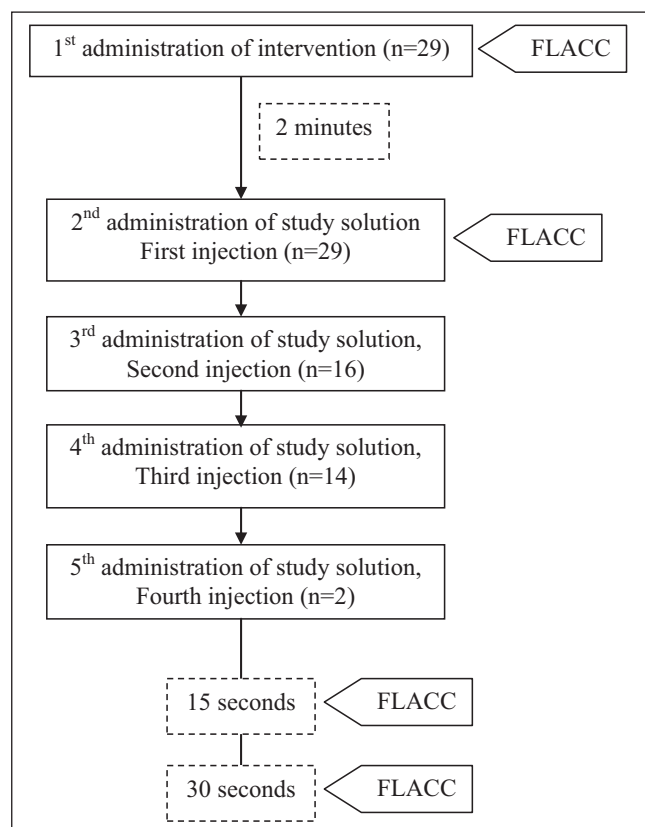 1st administration of intervention (n=29)
FLACC
2 minutes
2nd administration of study solution
First injection (n=29)
FLACC
3rd administration of study solution,
Second injection (n=16)
4th administration of study solution,
Third injection (n=14)
5th administration of study solution,
Fourth injection (n=2)
15 seconds
FLACC
30 seconds
FLACC